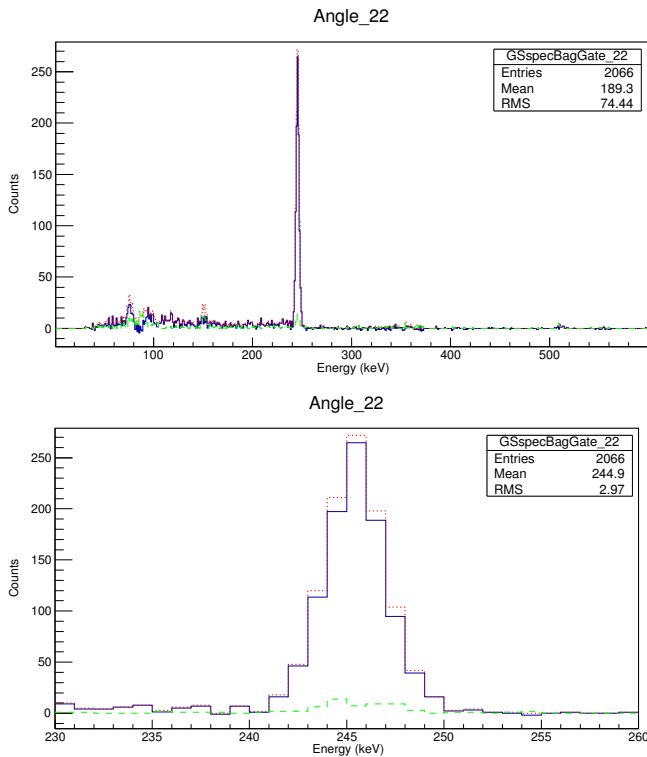 Angle_22
GSspecBagGate_22
Entries 2066
Mean 189.3
RMS 74.44
250
200
150
100
50
0
Counts
100 200 300 400 500
Energy (keV)
Angle_22
GSspecBagGate_22
Entries 2066
Mean 244.9
RMS 2.97
250
200
150
100
50
0
Counts
230 235 240 245 250 255 260
Energy (keV)